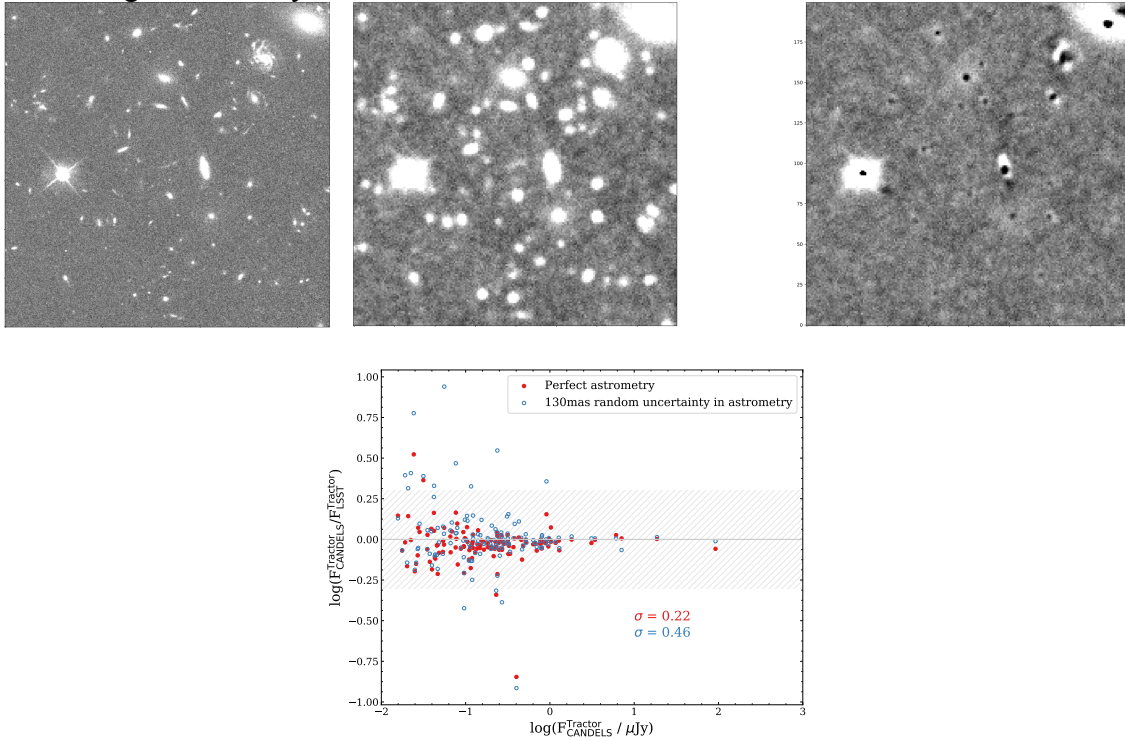 175
150
125
100
75
50
25
0
1.00
0.75
0.50
0.25
0.00
−0.25
−0.50
−0.75
−1.00
log(F^Tractor_CANDELS/F^Tractor_LSST)
Perfect astrometry
130mas random uncertainty in astrometry
σ = 0.22
σ = 0.46
−2 −1 0 1 2 3
log(F^Tractor_CANDELS / μJy)